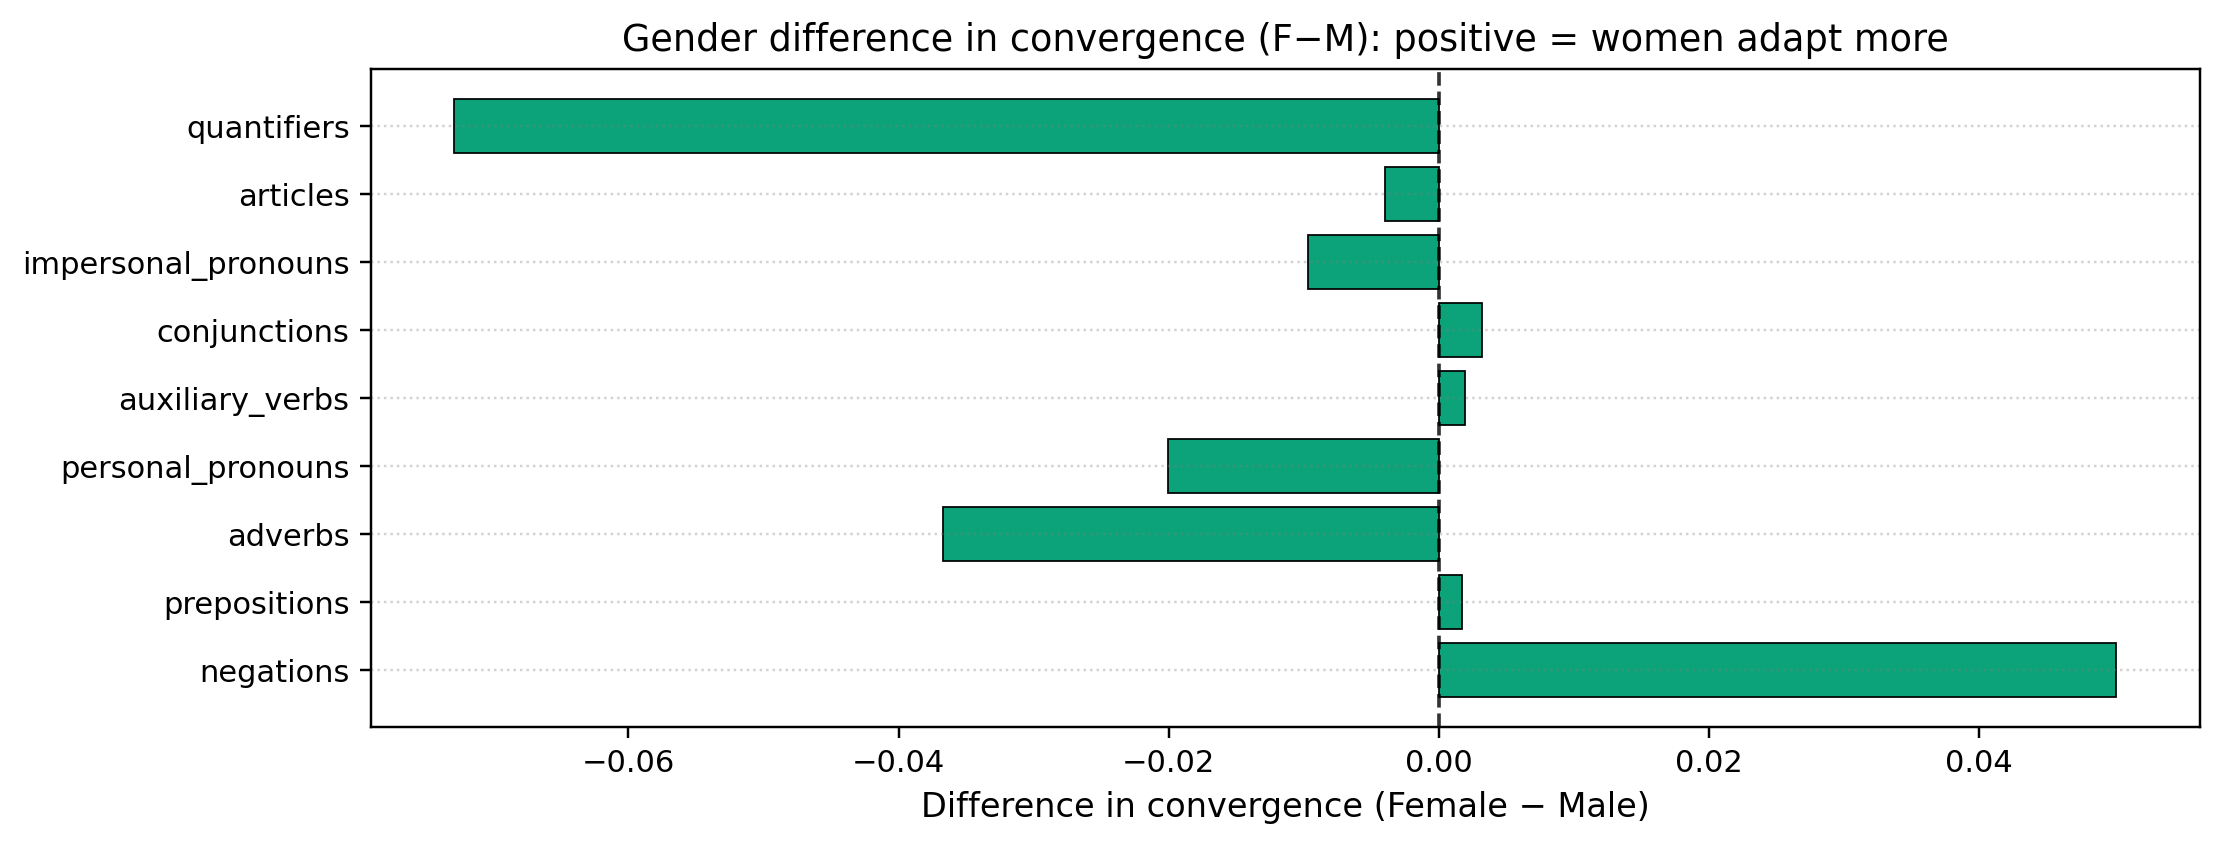 Gender difference in convergence (F−M): positive = women adapt more
quantifiers
articles
impersonal_pronouns
conjunctions
auxiliary_verbs
personal_pronouns
adverbs
prepositions
negations
−0.06 −0.04 −0.02 0.00 0.02 0.04
Difference in convergence (Female − Male)